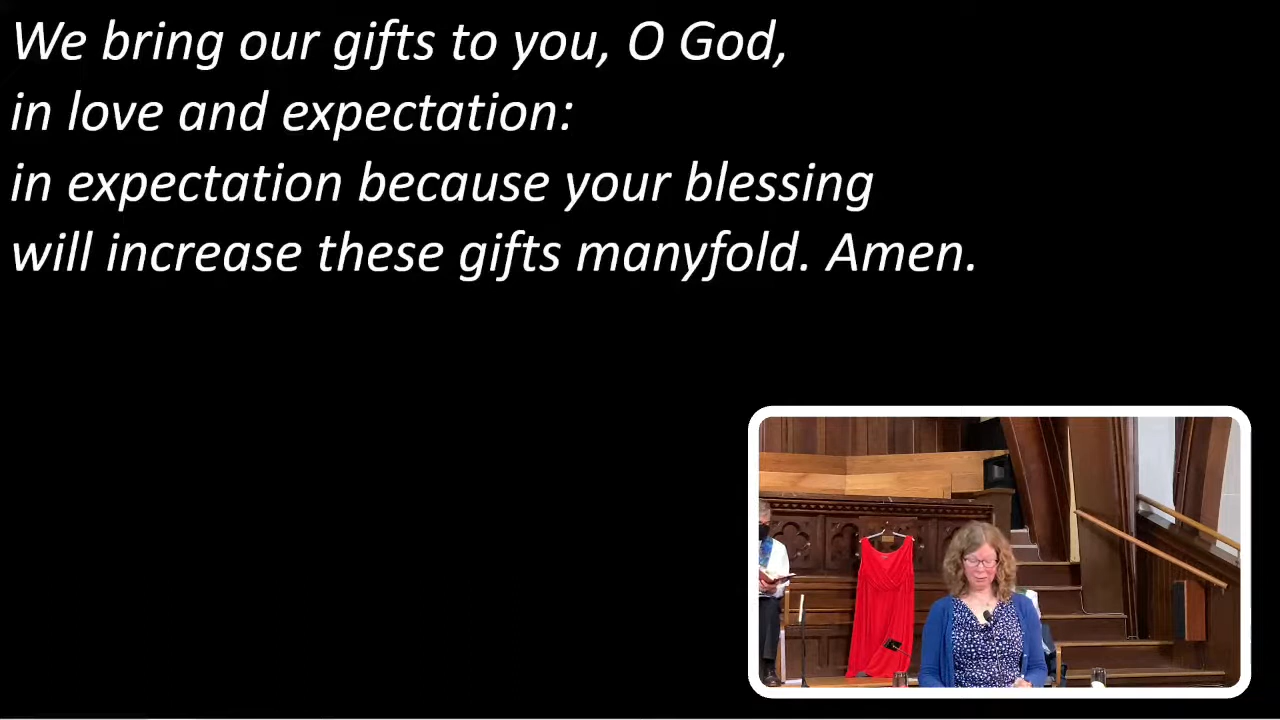 We bring our gifts to you, O God,
in love and expectation:
in expectation because your blessing
will increase these gifts manyfold. Amen.